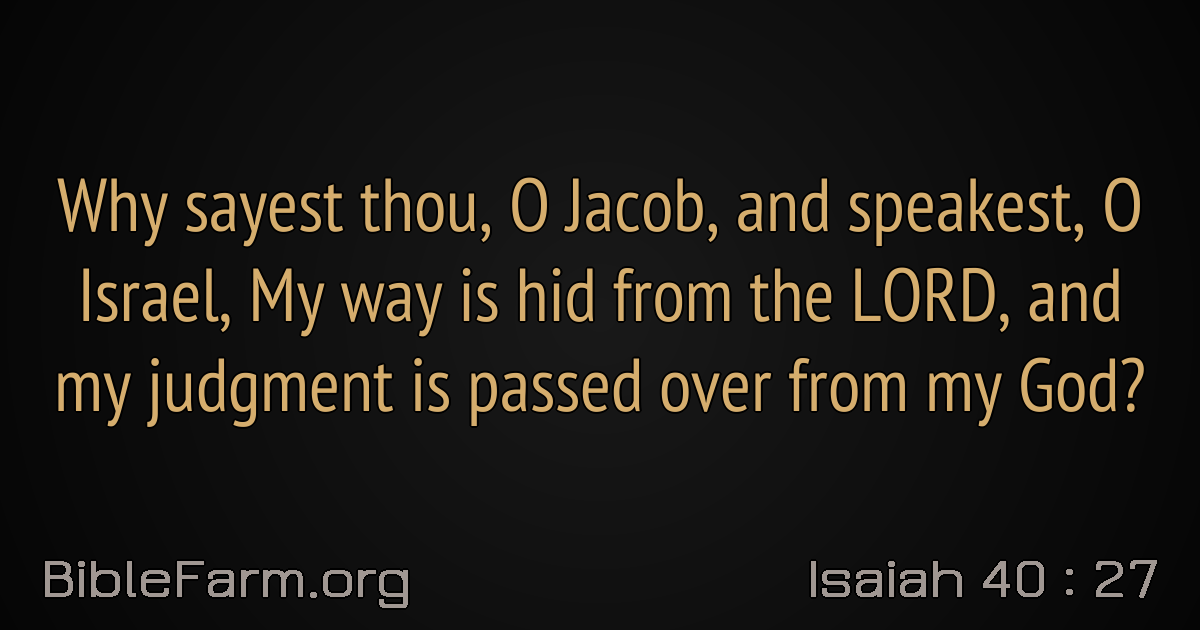 Why sayest thou, O Jacob, and speakest, O
Israel, My way is hid from the LORD, and
my judgment is passed over from my God?
BibleFarm.org
Isaiah 40 : 27